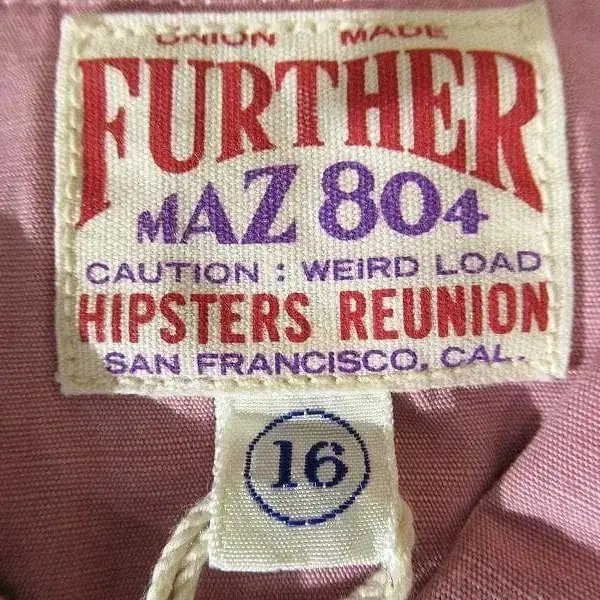 UNION MADE
FURTHER
MAZ 804
CAUTION : WEiRD LOAD
HIPSTERS REUNION
SAN FRANCISCO, CAL.
16